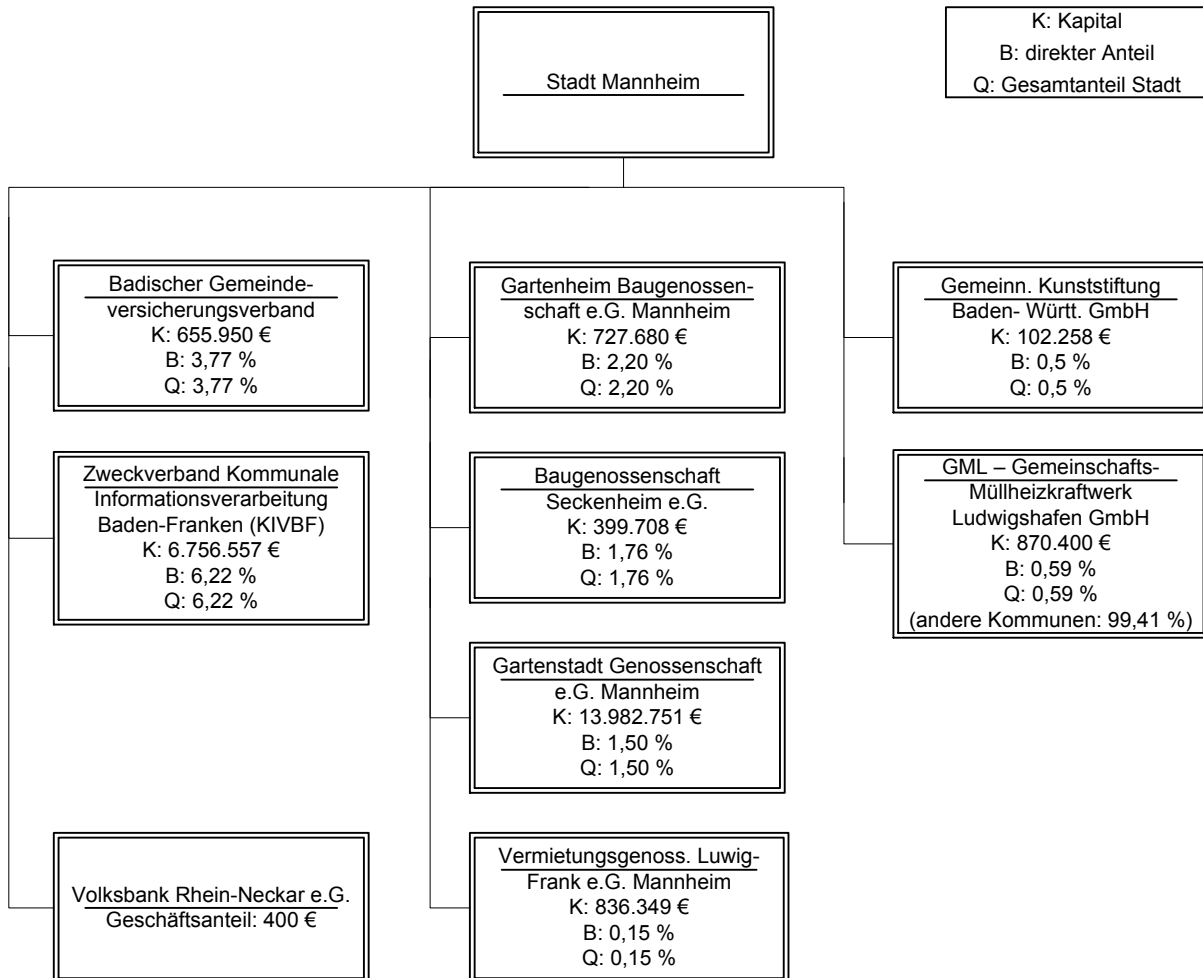 Stadt Mannheim
K: Kapital
B: direkter Anteil
Q: Gesamtanteil Stadt
Badischer Gemeinde-
versicherungsverband
K: 655.950 €
B: 3,77 %
Q: 3,77 %
Zweckverband Kommunale
Informationsverarbeitung
Baden-Franken (KIVBF)
K: 6.756.557 €
B: 6,22 %
Q: 6,22 %
Volksbank Rhein-Neckar e.G.
Geschäftsanteil: 400 €
Gartenheim Baugenossen-
schaft e.G. Mannheim
K: 727.680 €
B: 2,20 %
Q: 2,20 %
Baugenossenschaft
Seckenheim e.G.
K: 399.708 €
B: 1,76 %
Q: 1,76 %
Gartenstadt Genossenschaft
e.G. Mannheim
K: 13.982.751 €
B: 1,50 %
Q: 1,50 %
Vermietungsgenoss. Luwig-
Frank e.G. Mannheim
K: 836.349 €
B: 0,15 %
Q: 0,15 %
Gemeinn. Kunststiftung
Baden- Württ. GmbH
K: 102.258 €
B: 0,5 %
Q: 0,5 %
GML – Gemeinschafts-
Müllheizkraftwerk
Ludwigshafen GmbH
K: 870.400 €
B: 0,59 %
Q: 0,59 %
(andere Kommunen: 99,41 %)